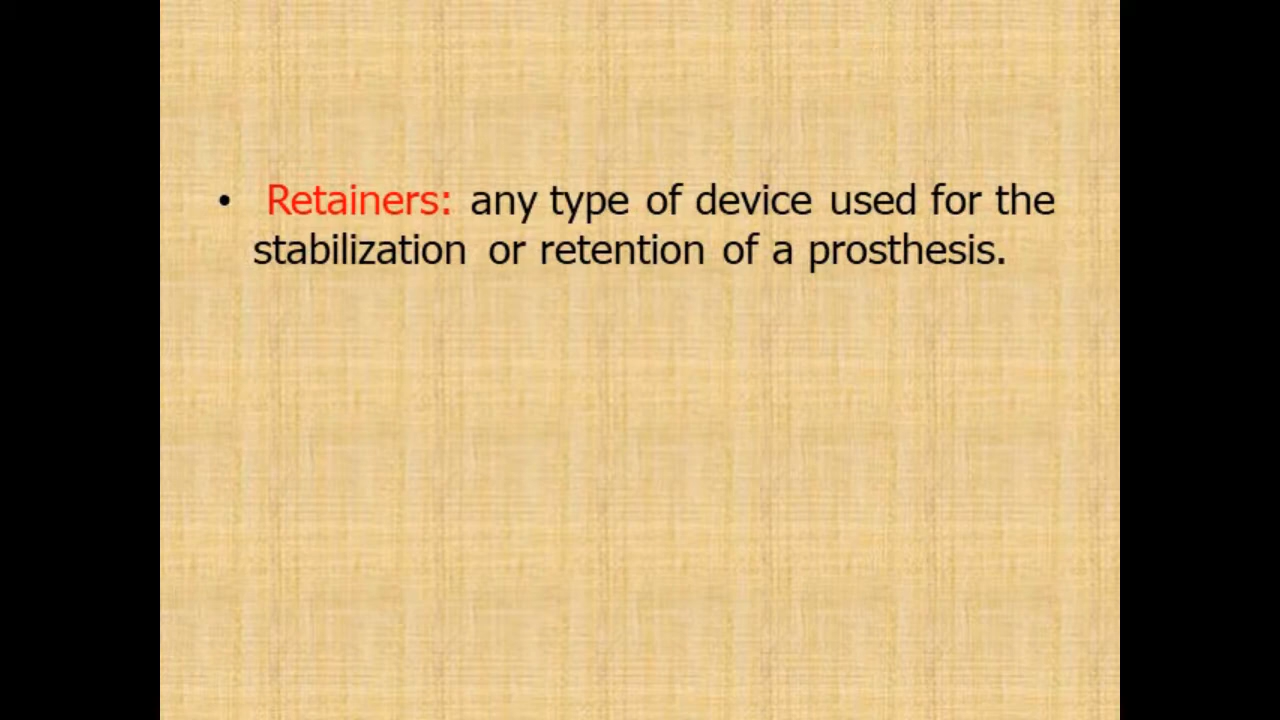 • Retainers: any type of device used for the
stabilization or retention of a prosthesis.